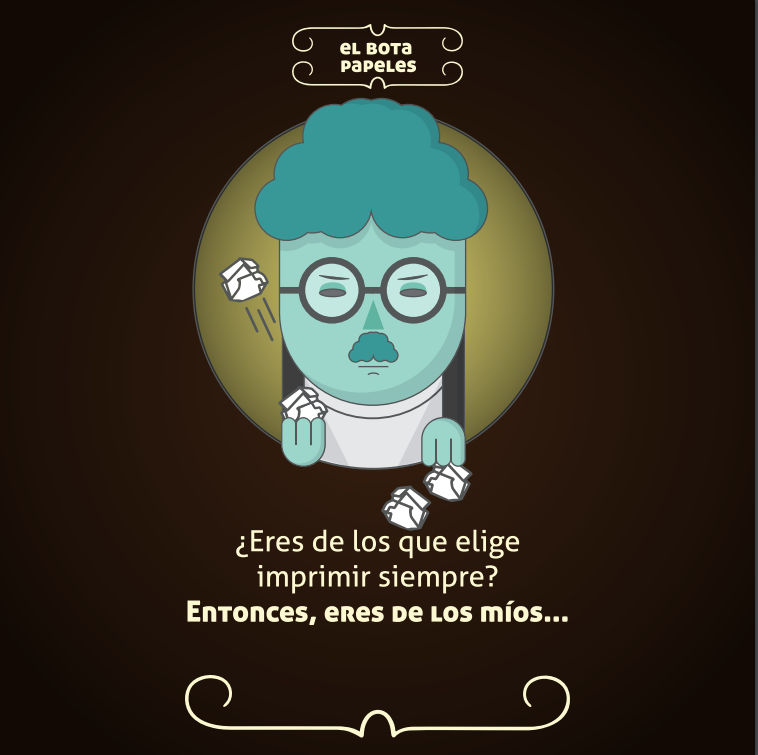 eL Bota
papeles
¿Eres de los que elige
imprimir siempre?
Entonces, eres de los míos...